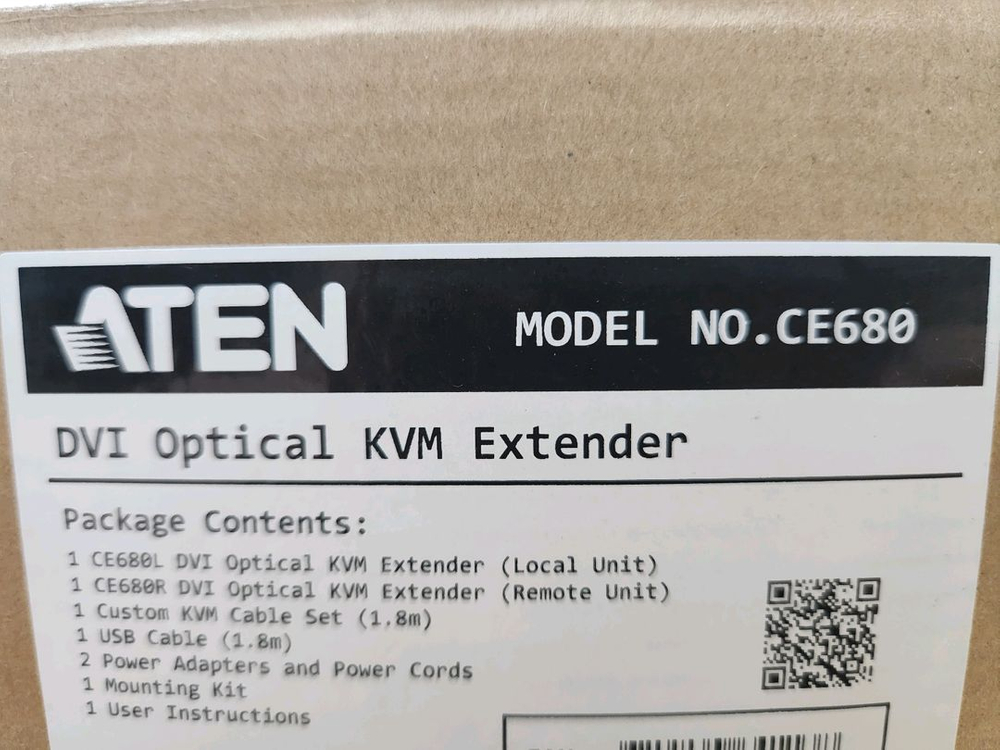 ATEN MODEL NO.CE680
DVI Optical KVM Extender
Package Contents:
1 CE680L DVI Optical KVM Extender (Local Unit)
1 CE680R DVI Optical KVM Extender (Remote Unit)
1 Custom KVM Cable Set (1.8m)
1 USB Cable (1.8m)
2 Power Adapters and Power Cords
1 Mounting Kit
1 User Instructions